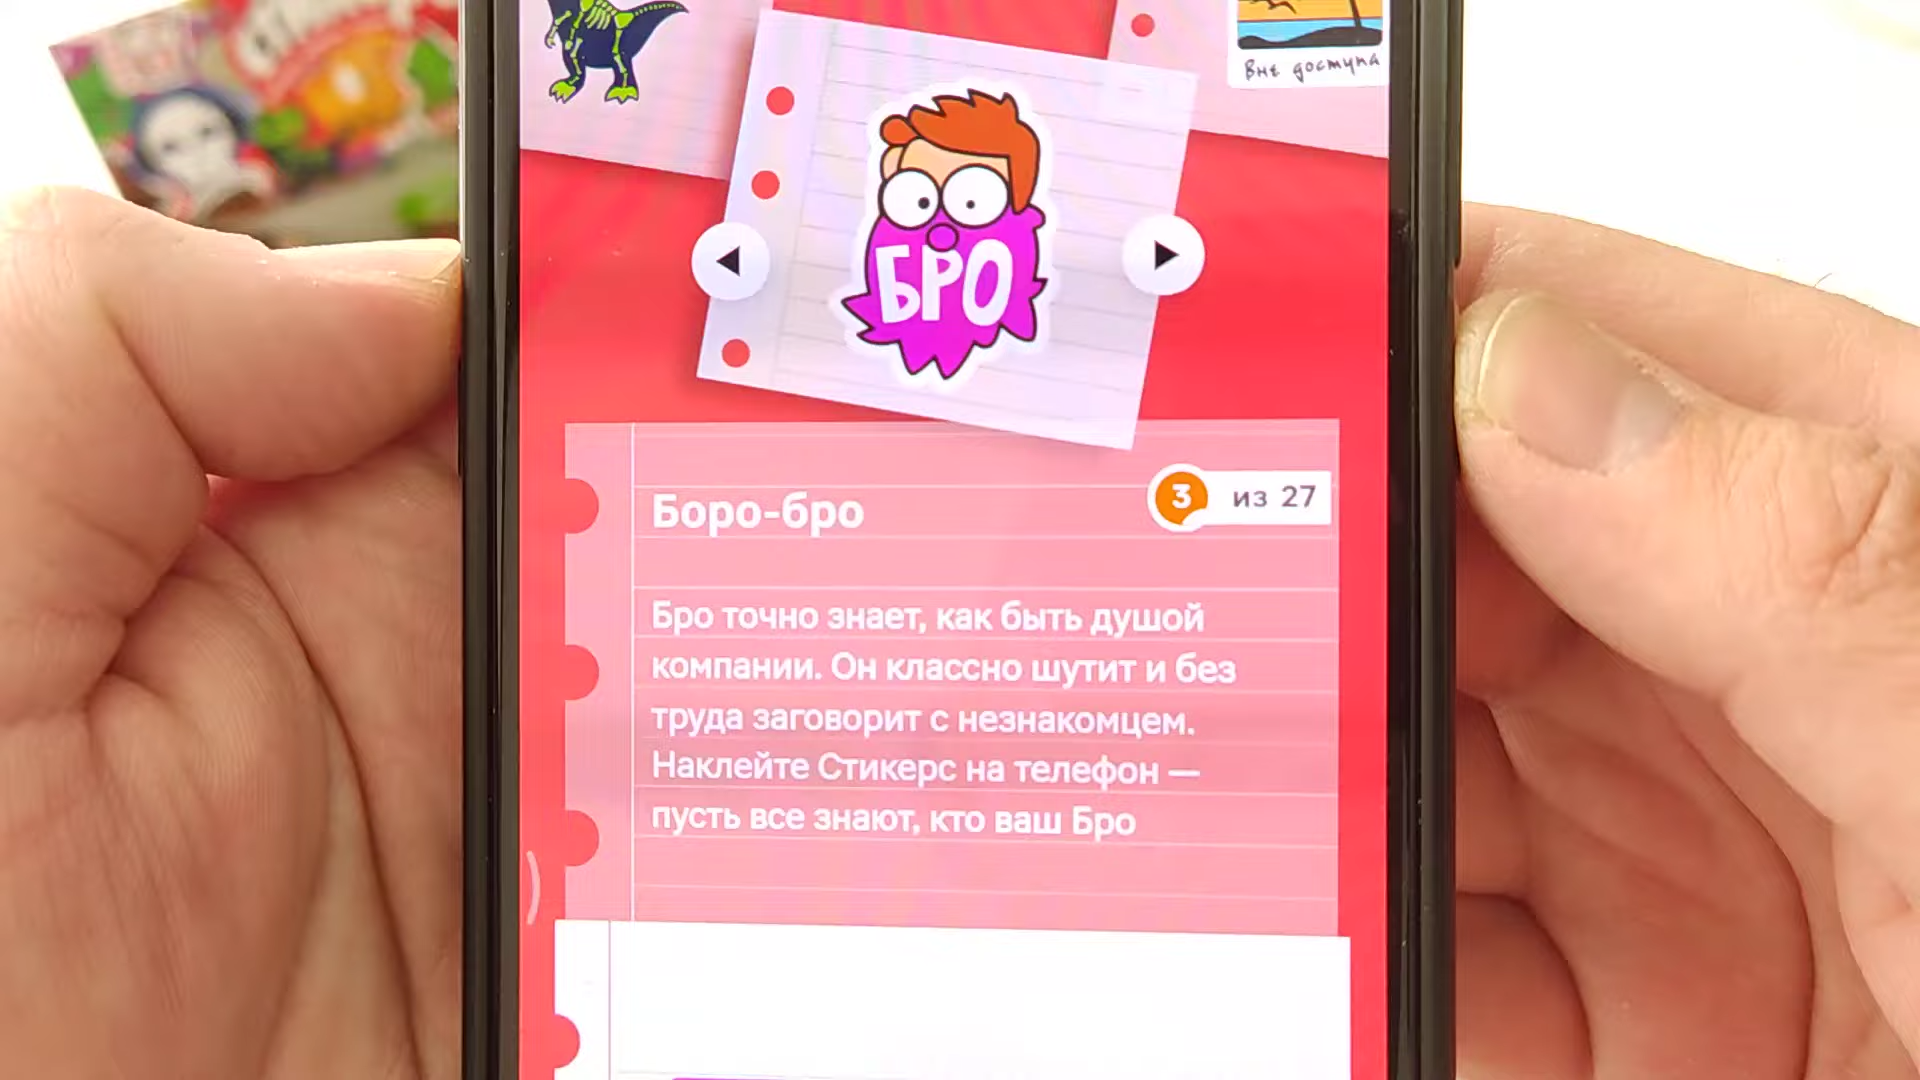 Вне доступа
БРО
Боро-бро
3 из 27
Бро точно знает, как быть душой
компании. Он классно шутит и без
труда заговорит с незнакомцем.
Наклейте Стикерс на телефон —
пусть все знают, кто ваш Бро